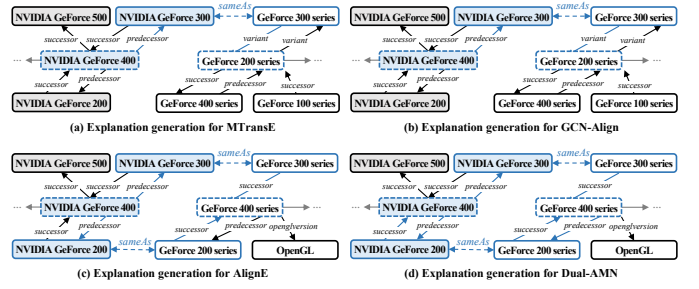 NVIDIA GeForce 500
NVIDIA GeForce 300
sameAs
GeForce 300 series
successor
successor
predecessor
variant
variant
...
NVIDIA GeForce 400
GeForce 200 series
...
successor
predecessor
successor
predecessor
successor
NVIDIA GeForce 200
GeForce 400 series
GeForce 100 series
(a) Explanation generation for MTransE
NVIDIA GeForce 500
NVIDIA GeForce 300
sameAs
GeForce 300 series
successor
successor
predecessor
variant
variant
...
NVIDIA GeForce 400
GeForce 200 series
...
successor
predecessor
successor
predecessor
successor
NVIDIA GeForce 200
GeForce 400 series
GeForce 100 series
(b) Explanation generation for GCN-Align
NVIDIA GeForce 500
NVIDIA GeForce 300
sameAs
GeForce 300 series
successor
successor
predecessor
successor
...
NVIDIA GeForce 400
GeForce 400 series
...
successor
predecessor
successor
predecessor
openglversion
NVIDIA GeForce 200
sameAs
GeForce 200 series
OpenGL
(c) Explanation generation for AlignE
NVIDIA GeForce 500
NVIDIA GeForce 300
sameAs
GeForce 300 series
successor
successor
predecessor
successor
...
NVIDIA GeForce 400
GeForce 400 series
...
successor
predecessor
successor
predecessor
openglversion
NVIDIA GeForce 200
sameAs
GeForce 200 series
OpenGL
(d) Explanation generation for Dual-AMN